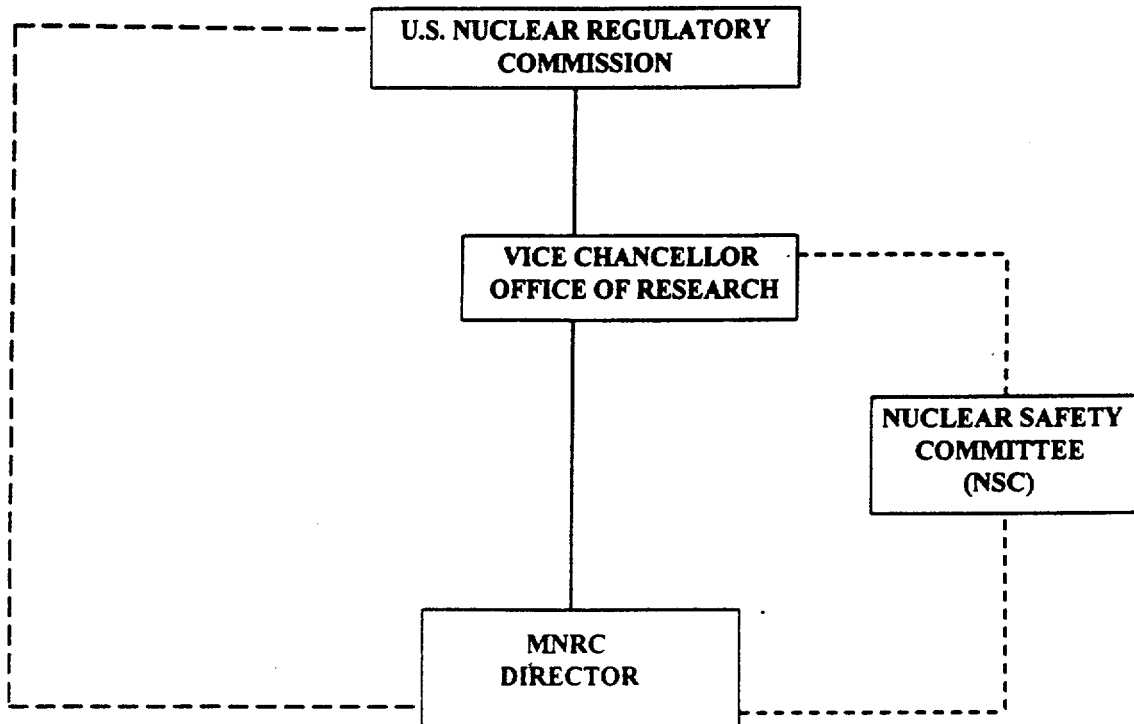 U.S. NUCLEAR REGULATORY
COMMISSION
VICE CHANCELLOR
OFFICE OF RESEARCH
NUCLEAR SAFETY
COMMITTEE
(NSC)
MNRC
DIRECTOR